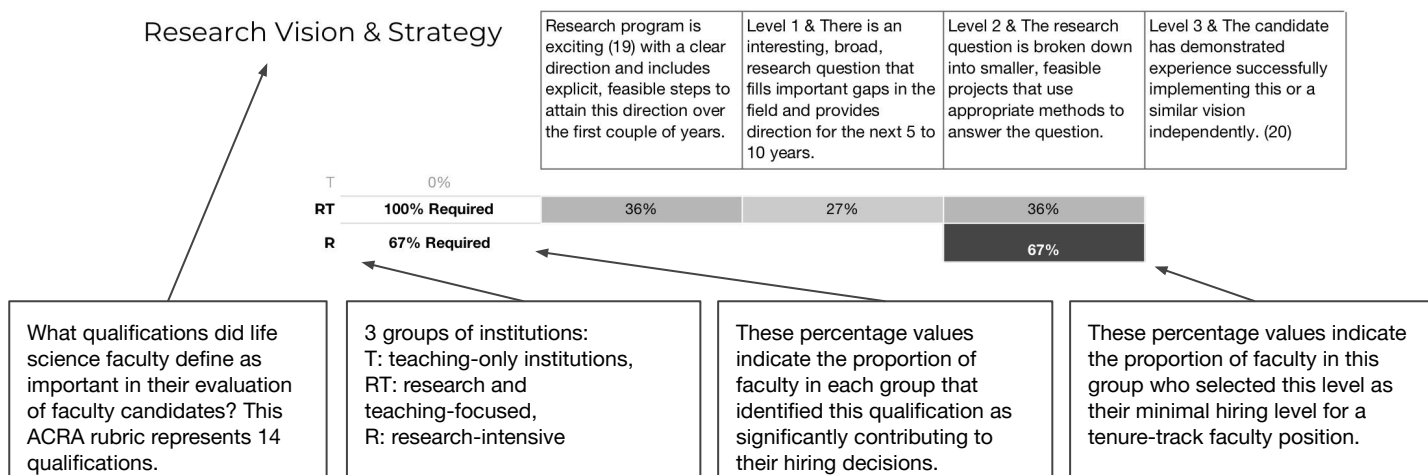 Research Vision & Strategy
Research program is
exciting (19) with a clear
direction and includes
explicit, feasible steps to
attain this direction over
the first couple of years.
Level 1 & There is an
interesting, broad,
research question that
fills important gaps in the
field and provides
direction for the next 5 to
10 years.
Level 2 & The research
question is broken down
into smaller, feasible
projects that use
appropriate methods to
answer the question.
Level 3 & The candidate
has demonstrated
experience successfully
implementing this or a
similar vision
independently. (20)
T 0%
RT 100% Required 36% 27% 36%
R 67% Required 67%
What qualifications did life
science faculty define as
important in their evaluation
of faculty candidates? This
ACRA rubric represents 14
qualifications.
3 groups of institutions:
T: teaching-only institutions,
RT: research and
teaching-focused,
R: research-intensive
These percentage values
indicate the proportion of
faculty in each group that
identified this qualification as
significantly contributing to
their hiring decisions.
These percentage values indicate
the proportion of faculty in this
group who selected this level as
their minimal hiring level for a
tenure-track faculty position.